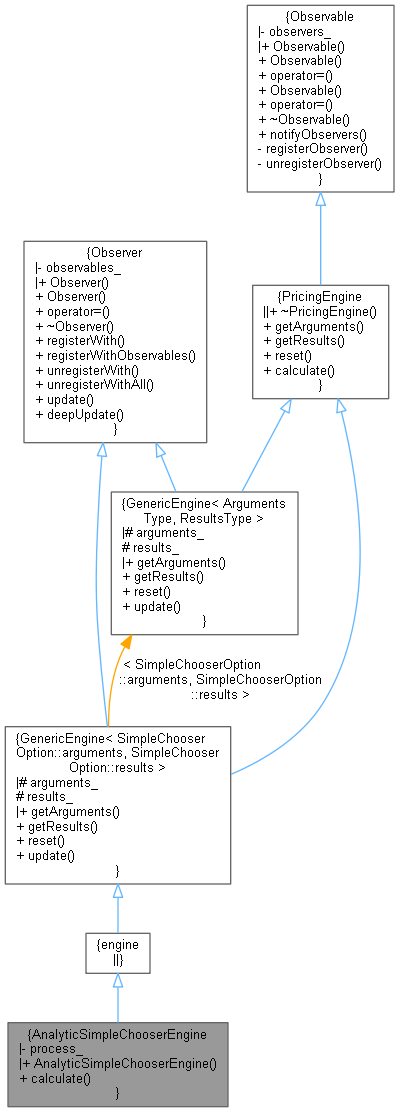 {Observable
|- observers_
|+ Observable()
+ Observable()
+ operator=()
+ Observable()
+ operator=()
+ ~Observable()
+ notifyObservers()
- registerObserver()
- unregisterObserver()
}
{Observer
|- observables_
|+ Observer()
+ Observer()
+ operator=()
+ ~Observer()
+ registerWith()
+ registerWithObservables()
+ unregisterWith()
+ unregisterWithAll()
+ update()
+ deepUpdate()
}
{PricingEngine
||+ ~PricingEngine()
+ getArguments()
+ getResults()
+ reset()
+ calculate()
}
{GenericEngine< Arguments
Type, ResultsType >
|# arguments_
# results_
|+ getArguments()
+ getResults()
+ reset()
+ update()
}
< SimpleChooserOption
::arguments, SimpleChooserOption
::results >
{GenericEngine< SimpleChooser
Option::arguments, SimpleChooser
Option::results >
|# arguments_
# results_
|+ getArguments()
+ getResults()
+ reset()
+ update()
}
{engine
||}
{AnalyticSimpleChooserEngine
|- process_
|+ AnalyticSimpleChooserEngine()
+ calculate()
}